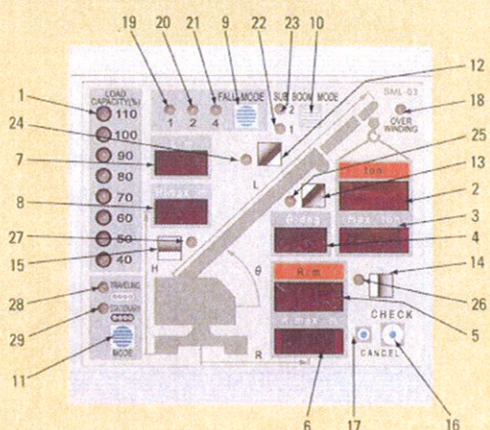 19 20 21 9 22 23 10
FALL MODE SUB BOOM MODE
LOAD CAPACITY(%)
1 2 4
2
1
SML-03
OVER WINDING
1 24 7 8 27 15 28 29 11
12 18 25 13 2 3 4 14 26 5
110
100
90
80
70
60
50
40
L
ton
max ton
H
θ
R m
R
TRAVELING
STATIONARY
MODE
CHECK
CANCEL
6 17 16